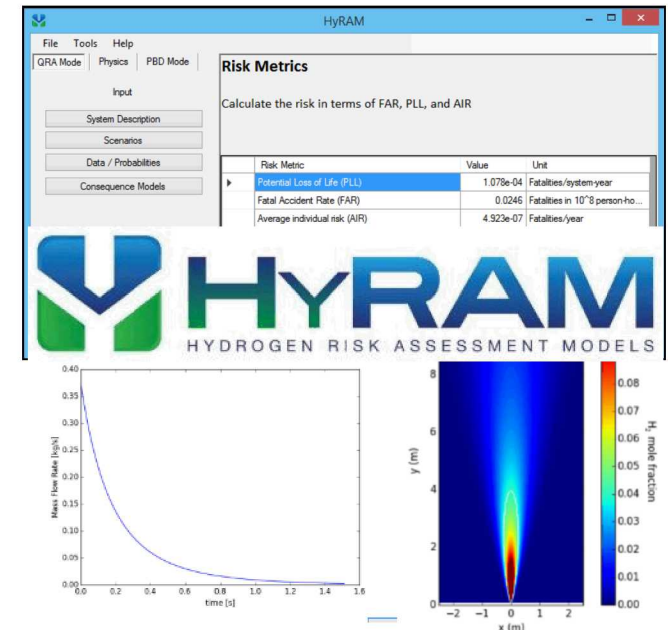 HyRAM
File Tools Help
QRA Mode Physics PBD Mode
Input
System Description
Scenarios
Data / Probabilities
Consequence Models
Risk Metrics
Calculate the risk in terms of FAR, PLL, and AIR
Risk Metric Value Unit
Potential Loss of Life (PLL) 1.078e-04 Fatalities/system-year
Fatal Accident Rate (FAR) 0.0246 Fatalities in 10^8 person-ho...
Average individual risk (AIR) 4.923e-07 Fatalities/year
HYRAM
HYDROGEN RISK ASSESSMENT MODELS
Mass Flow Rate [kg/s]
0.40
0.35
0.30
0.25
0.20
0.15
0.10
0.05
0.00
0.0 0.2 0.4 0.6 0.8 1.0 1.2 1.4 1.6
time [s]
y (m)
8
6
4
2
0
−2 −1 0 1 2
x (m)
0.08
0.07
0.06
0.05
0.04
0.03
0.02
0.01
0.00
H₂ mole fraction